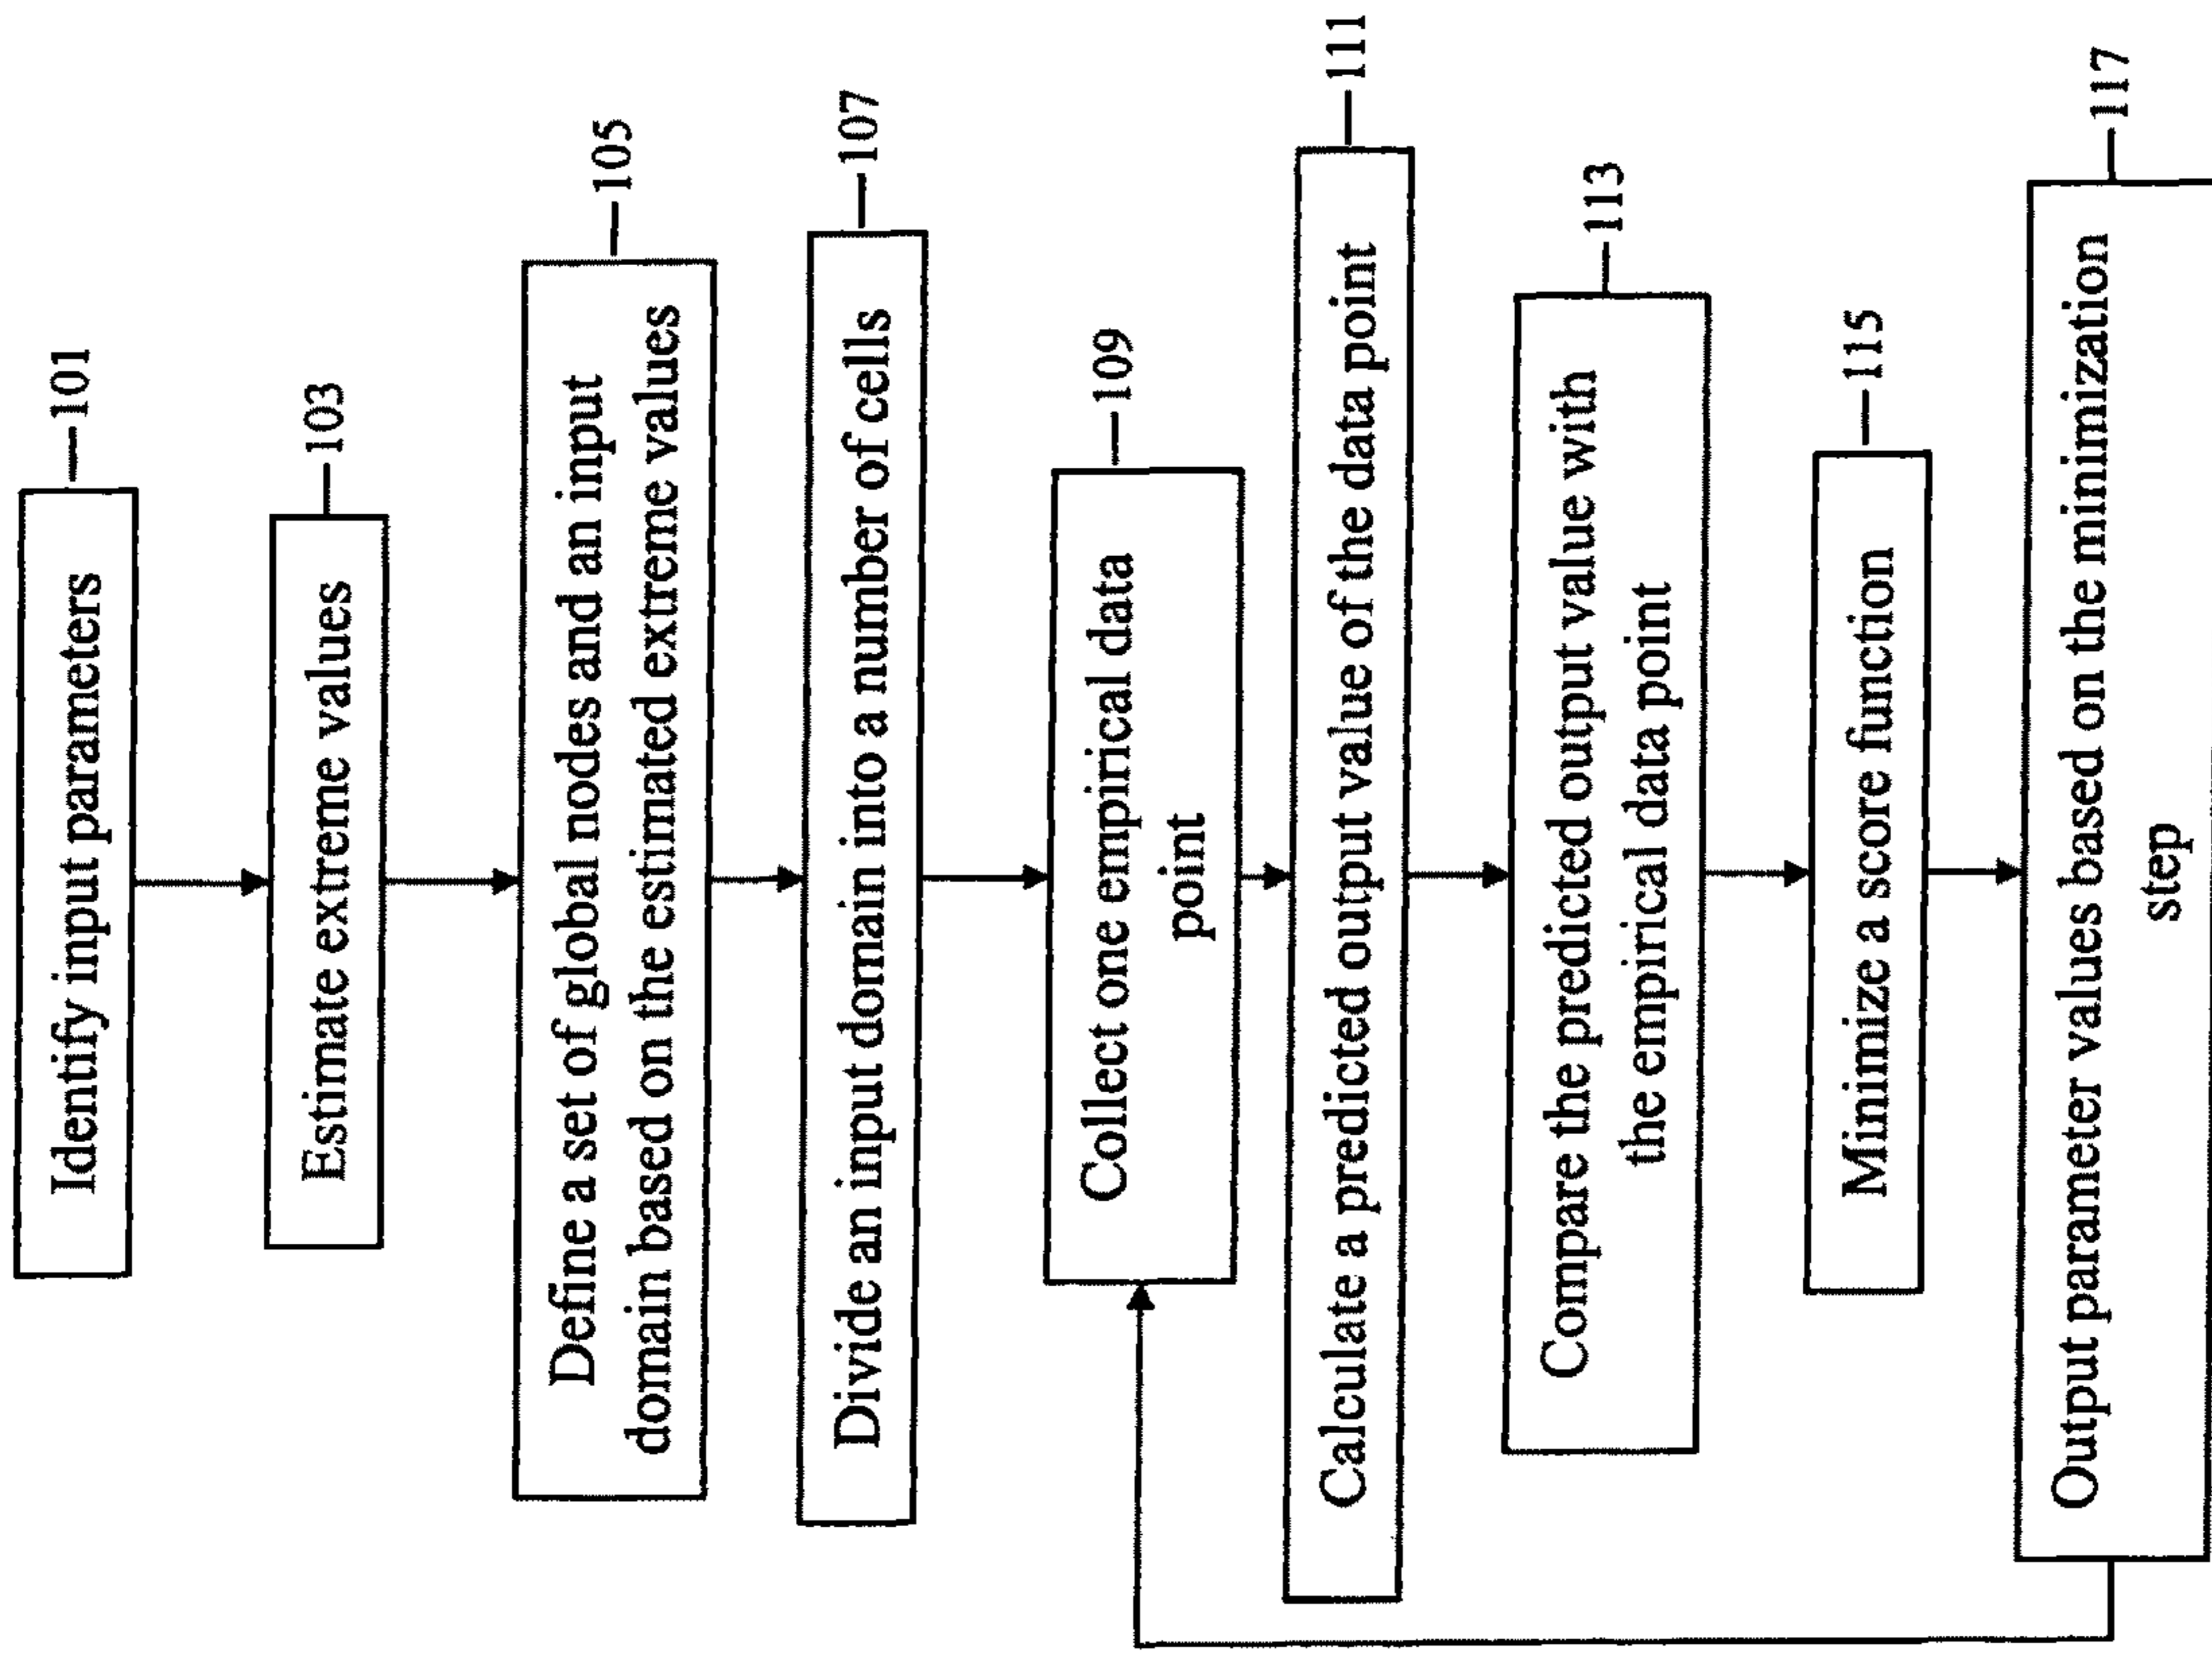 Identify input parameters
101
Estimate extreme values
103
Define a set of global nodes and an input
domain based on the estimated extreme values
105
Divide an input domain into a number of cells
107
Collect one empirical data
point
109
Calculate a predicted output value of the data point
111
Compare the predicted output value with
the empirical data point
113
Minimize a score function
115
Output parameter values based on the minimization
step
117